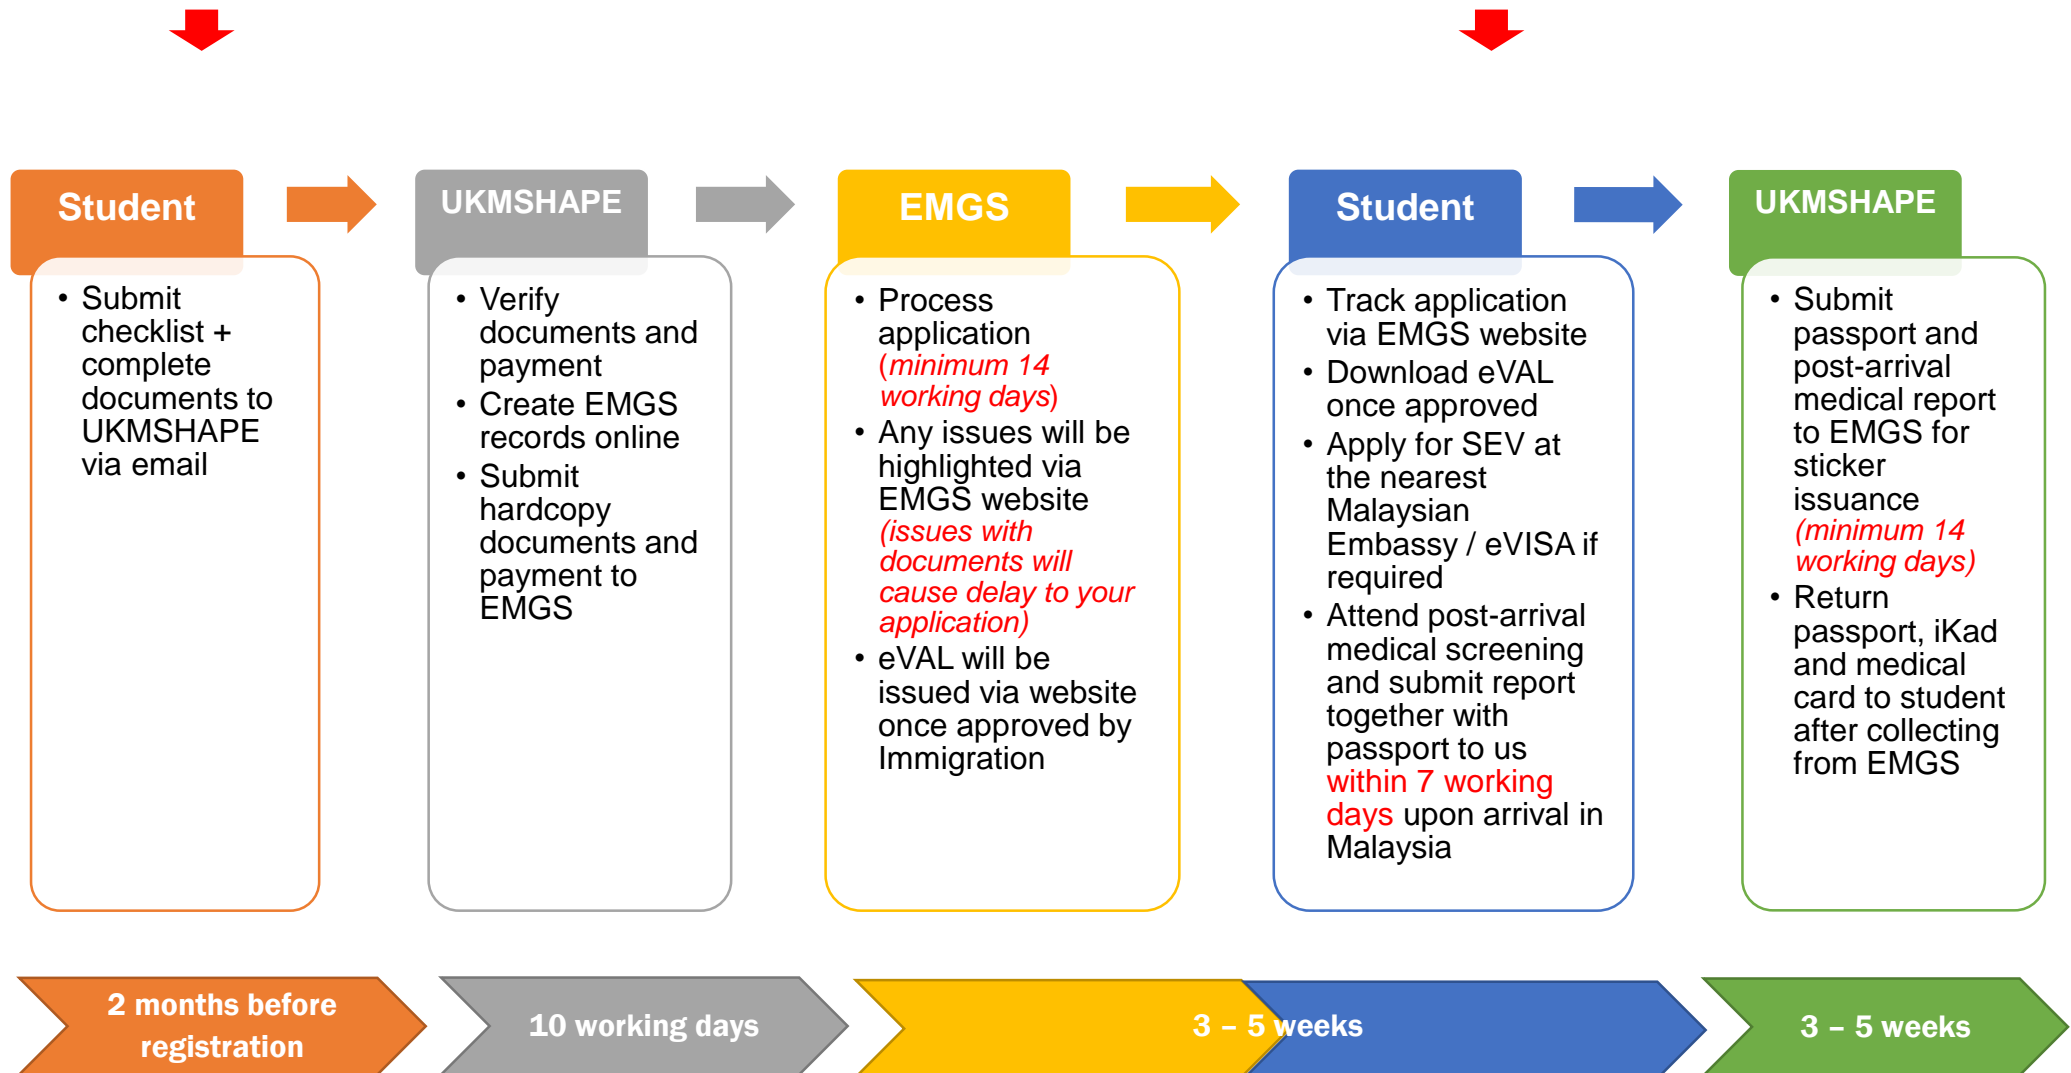 Student
• Submit
checklist +
complete
documents to
UKMSHAPE
via email
UKMSHAPE
• Verify
documents and
payment
• Create EMGS
records online
• Submit
hardcopy
documents and
payment to
EMGS
EMGS
• Process
application
(minimum 14
working days)
• Any issues will be
highlighted via
EMGS website
(issues with
documents will
cause delay to your
application)
• eVAL will be
issued via website
once approved by
Immigration
Student
• Track application
via EMGS website
• Download eVAL
once approved
• Apply for SEV at
the nearest
Malaysian
Embassy / eVISA if
required
• Attend post-arrival
medical screening
and submit report
together with
passport to us
within 7 working
days upon arrival in
Malaysia
UKMSHAPE
• Submit
passport and
post-arrival
medical report
to EMGS for
sticker
issuance
(minimum 14
working days)
• Return
passport, iKad
and medical
card to student
after collecting
from EMGS
2 months before
registration
10 working days
3 – 5 weeks
3 – 5 weeks